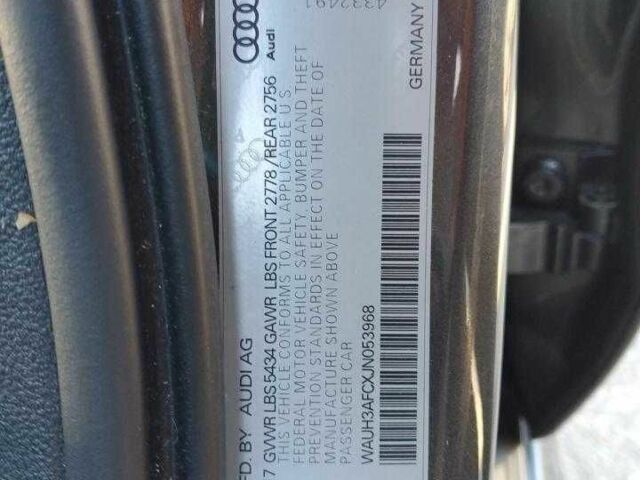 MFD. BY AUDI AG
7 GVWR LBS5434 GAWR LBS FRONT 2778/REAR 2756
THIS VEHICLE CONFORMS TO ALL APPLICABLE U S
FEDERAL MOTOR VEHICLE SAFETY, BUMPER AND THEFT
PREVENTION STANDARDS IN EFFECT ON THE DATE OF
MANUFACTURE SHOWN ABOVE
PASSENGER CAR
WAUH3AFCXJN053968
Audi
GERMANY